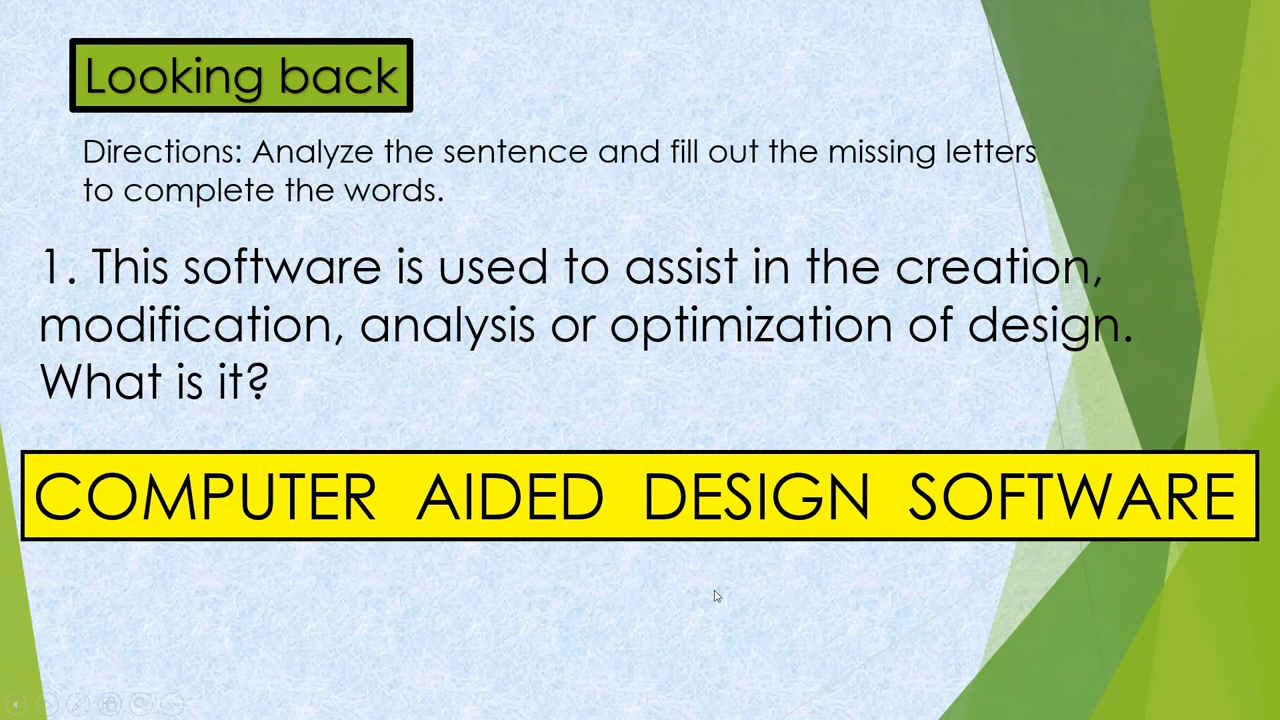 Looking back
Directions: Analyze the sentence and fill out the missing letters
to complete the words.
1. This software is used to assist in the creation,
modification, analysis or optimization of design.
What is it?
COMPUTER AIDED DESIGN SOFTWARE